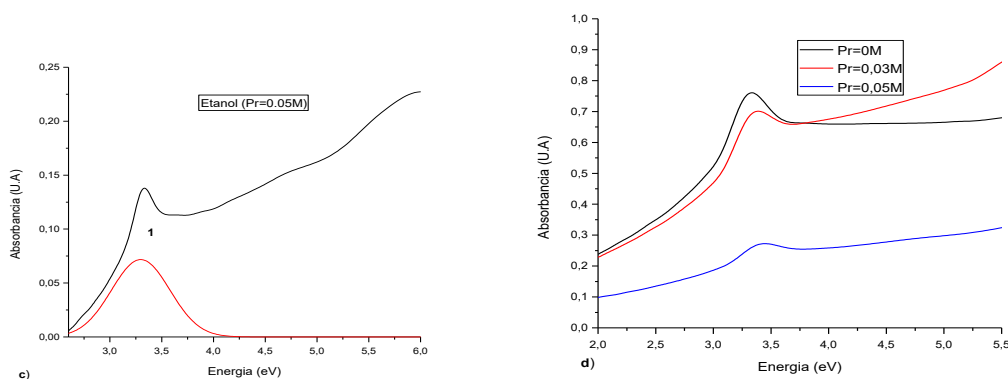 0,25
0,20
0,15
0,10
0,05
0,00
Absorbancia (U.A)
Etanol (Pr=0.05M)
1
3,0 3,5 4,0 4,5 5,0 5,5 6,0
Energia (eV)
c)
1,0
0,9
0,8
0,7
0,6
0,5
0,4
0,3
0,2
0,1
0,0
Absorbancia (U.A)
Pr=0M
Pr=0,03M
Pr=0,05M
2,0 2,5 3,0 3,5 4,0 4,5 5,0 5,5
Energia (eV)
d)